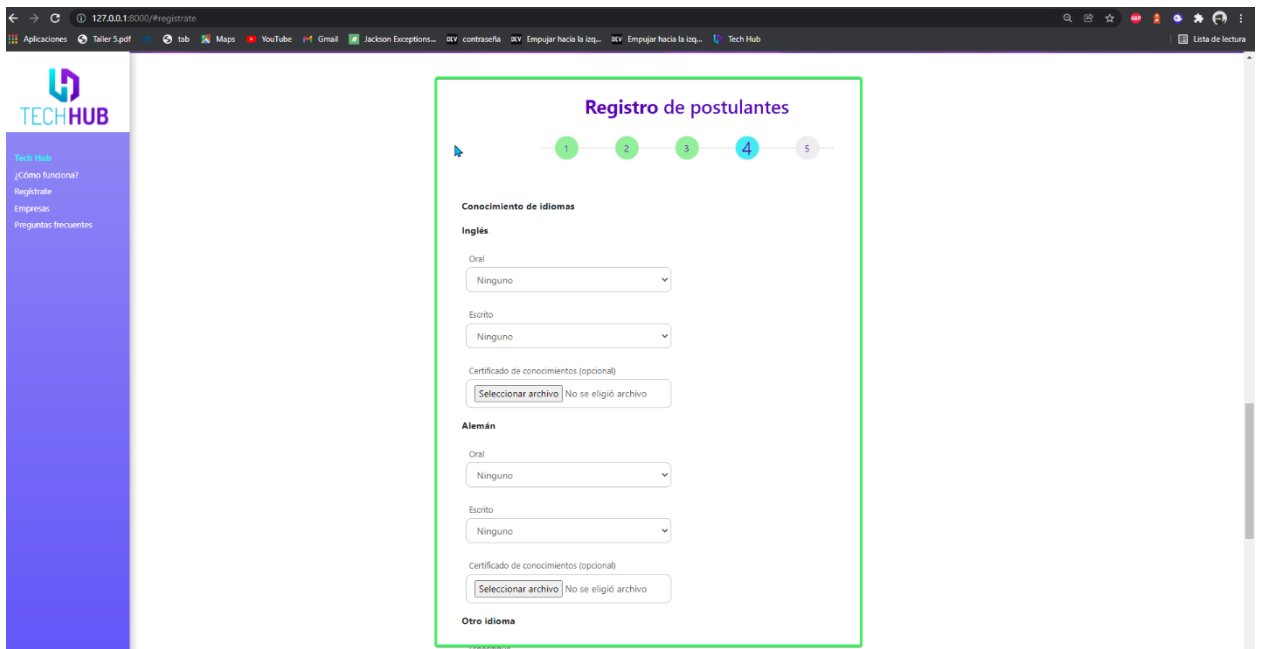 127.0.0.1:8000/#registrate
Aplicaciones Taller 5.pdf tab Maps YouTube Gmail Jackson Exceptions... DEV contraseña DEV Empujar hacia la izq... DEV Empujar hacia la izq... Tech Hub Lista de lectura
TECHHUB
Tech Hub
¿Cómo funciona?
Regístrate
Empresas
Preguntas frecuentes
Registro de postulantes
1 2 3 4 5
Conocimiento de idiomas
Inglés
Oral
Ninguno
Escrito
Ninguno
Certificado de conocimientos (opcional)
Seleccionar archivo No se eligió archivo
Alemán
Oral
Ninguno
Escrito
Ninguno
Certificado de conocimientos (opcional)
Seleccionar archivo No se eligió archivo
Otro idioma